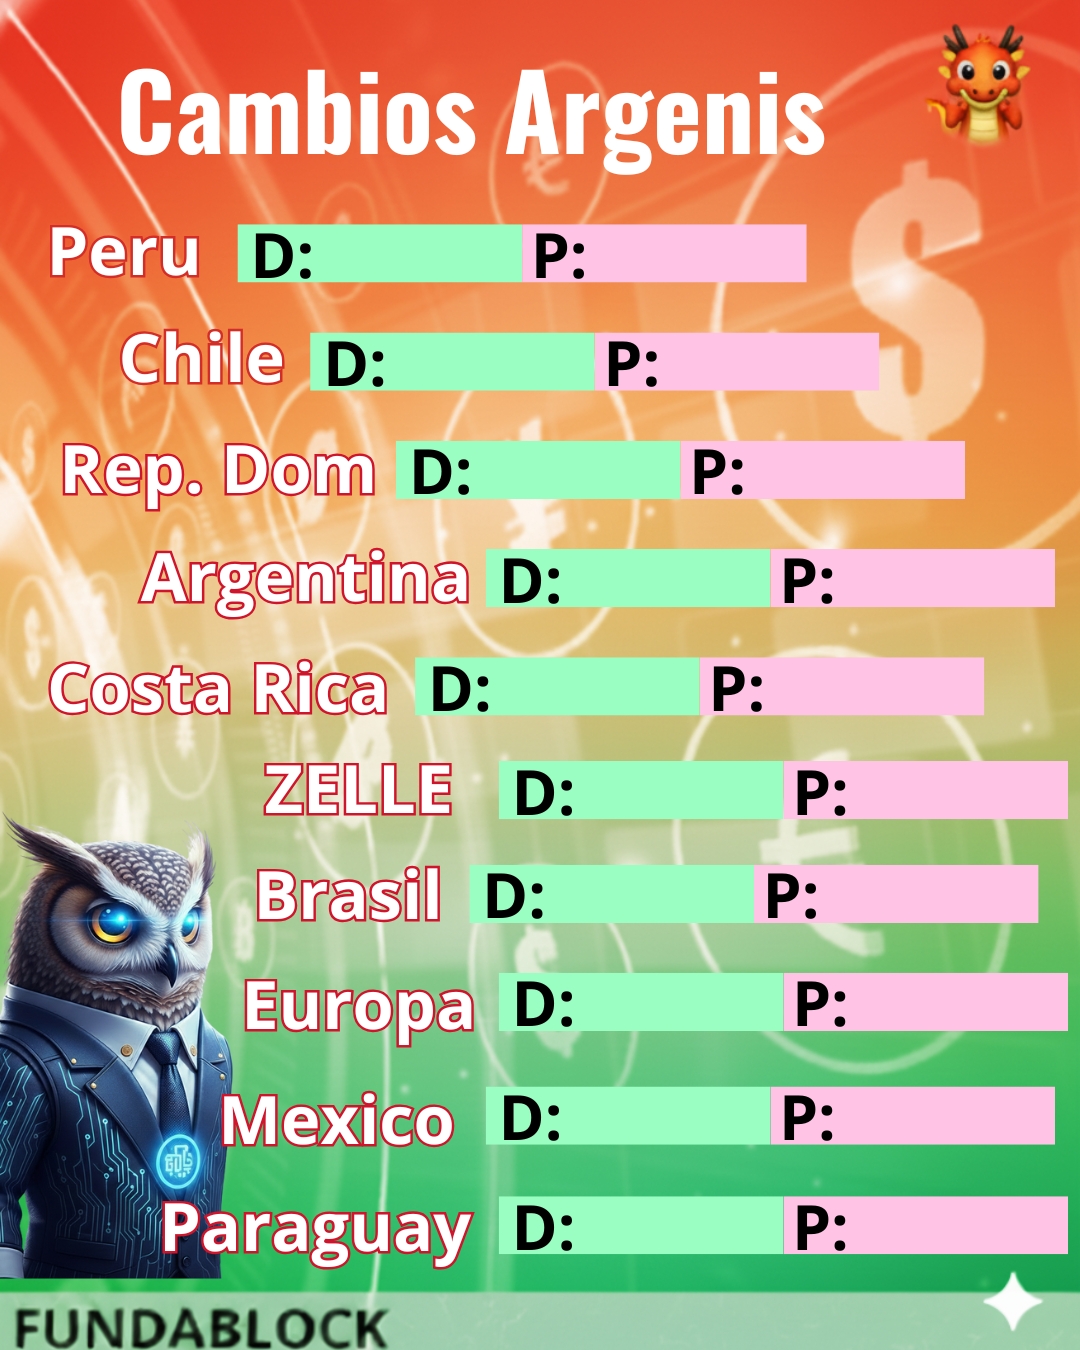 Cambios Argenis
Peru D: P:
Chile D: P:
Rep. Dom D: P:
Argentina D: P:
Costa Rica D: P:
ZELLE D: P:
Brasil D: P:
Europa D: P:
Mexico D: P:
Paraguay D: P:
FUNDABLOCK